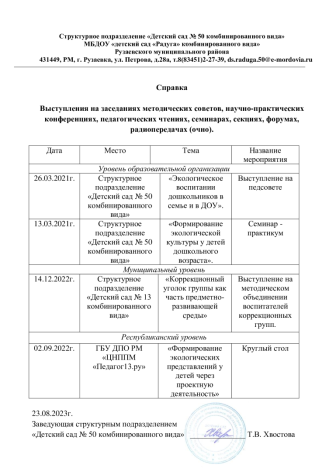 Структурное подразделение «Детский сад № 50 комбинированного вида»
МБДОУ «детский сад «Радуга» комбинированного вида»
Рузаевского муниципального района
431449, РМ, г. Рузаевка, ул. Петрова, д.28а, т.8(83451)2-27-39, ds.raduga.50@e-mordovia.ru
Справка
Выступления на заседаниях методических советов, научно-практических
конференциях, педагогических чтениях, семинарах, секциях, форумах,
радиопередачах (очно).
Дата Место Тема Название
мероприятия
Уровень образовательной организации
26.03.2021г. Структурное «Экологическое Выступление на
подразделение воспитании педсовете
«Детский сад № 50 дошкольников в
комбинированного семье и в ДОУ».
вида»
13.03.2021г. Структурное «Формирование Семинар -
подразделение экологической практикум
«Детский сад № 50 культуры у детей
комбинированного дошкольного
вида» возраста».
Муниципальный уровень
14.12.2022г. Структурное «Коррекционный Выступление на
подразделение уголок группы как методическом
«Детский сад № 13 часть предметно- объединении
комбинированного развивающей воспитателей
вида» среды» коррекционных
групп.
Республиканский уровень
02.09.2022г. ГБУ ДПО РМ «Формирование Круглый стол
«ЦНППМ экологических
«Педагог13.ру» представлений у
детей через
проектную
деятельность»
23.08.2023г.
Заведующая структурным подразделением
«Детский сад № 50 комбинированного вида» Т.В. Хвостова